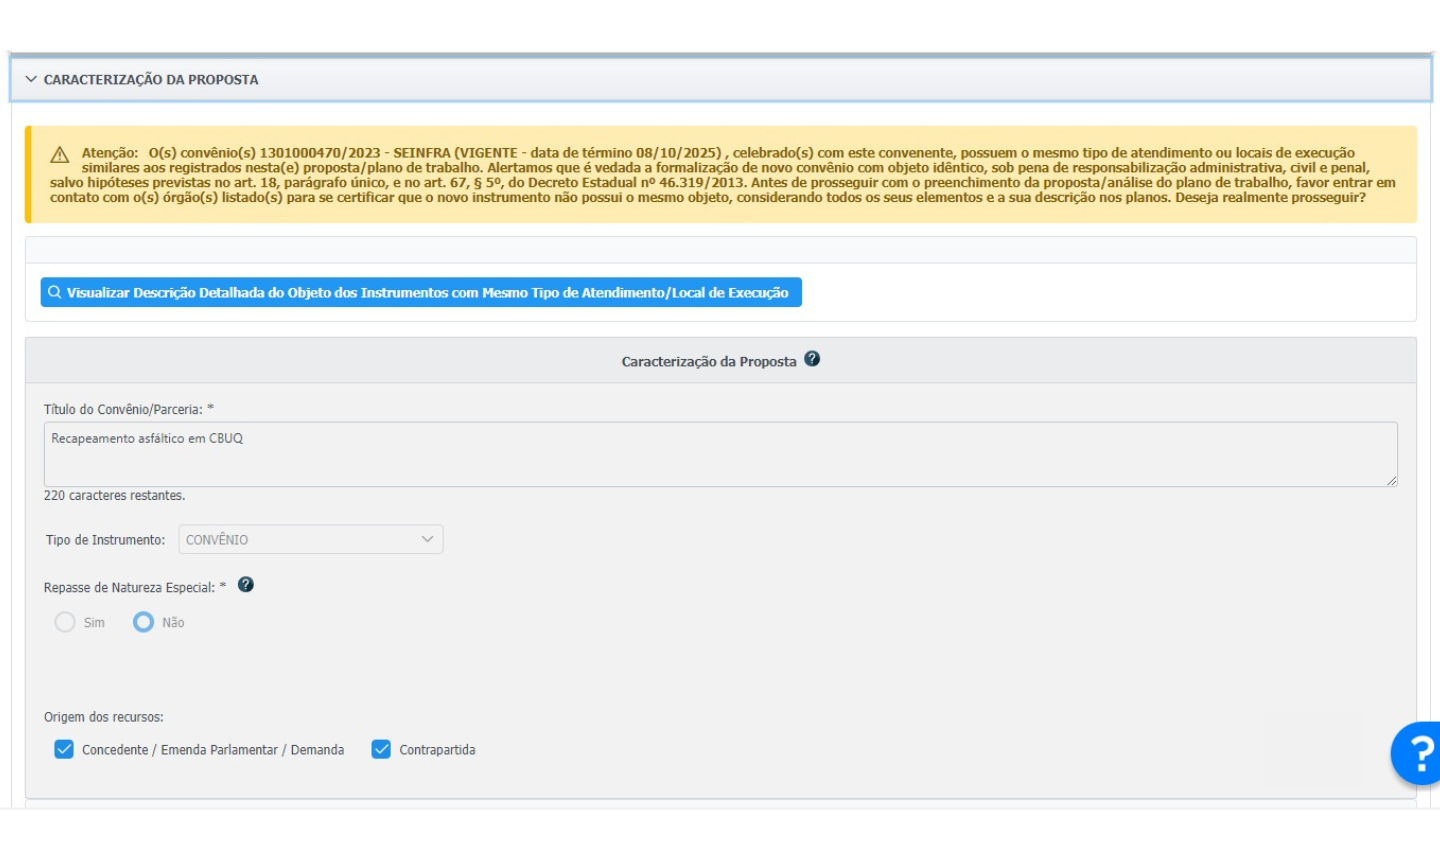 CARACTERIZAÇÃO DA PROPOSTA
Atenção: O(s) convênio(s) 1301000470/2023 - SEINFRA (VIGENTE - data de término 08/10/2025) , celebrado(s) com este convenente, possuem o mesmo tipo de atendimento ou locais de execução
similares aos registrados nesta(e) proposta/plano de trabalho. Alertamos que é vedada a formalização de novo convênio com objeto idêntico, sob pena de responsabilização administrativa, civil e penal,
salvo hipóteses previstas no art. 18, parágrafo único, e no art. 67, § 5º, do Decreto Estadual nº 46.319/2013. Antes de prosseguir com o preenchimento da proposta/análise do plano de trabalho, favor entrar em
contato com o(s) órgão(s) listado(s) para se certificar que o novo instrumento não possui o mesmo objeto, considerando todos os seus elementos e a sua descrição nos planos. Deseja realmente prosseguir?
Visualizar Descrição Detalhada do Objeto dos Instrumentos com Mesmo Tipo de Atendimento/Local de Execução
Caracterização da Proposta ?
Título do Convênio/Parceria: *
Recapeamento asfáltico em CBUQ
220 caracteres restantes.
Tipo de Instrumento: CONVÊNIO
Repasse de Natureza Especial: * ?
Sim Não
Origem dos recursos:
Concedente / Emenda Parlamentar / Demanda Contrapartida
?